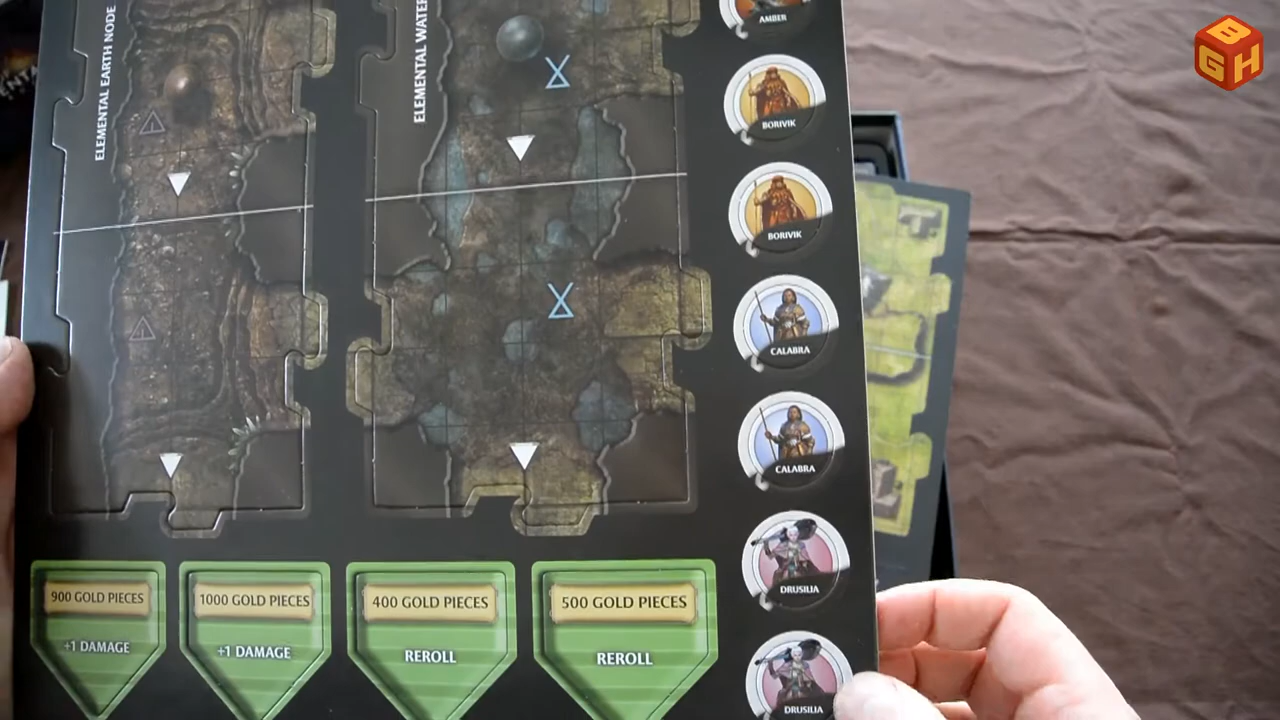 ELEMENTAL EARTH NODE
ELEMENTAL WATER
AMBER
BORIVIK
BORIVIK
CALABRA
CALABRA
DRUSILIA
DRUSILIA
900 GOLD PIECES
+1 DAMAGE
1000 GOLD PIECES
+1 DAMAGE
400 GOLD PIECES
REROLL
500 GOLD PIECES
REROLL
BGH